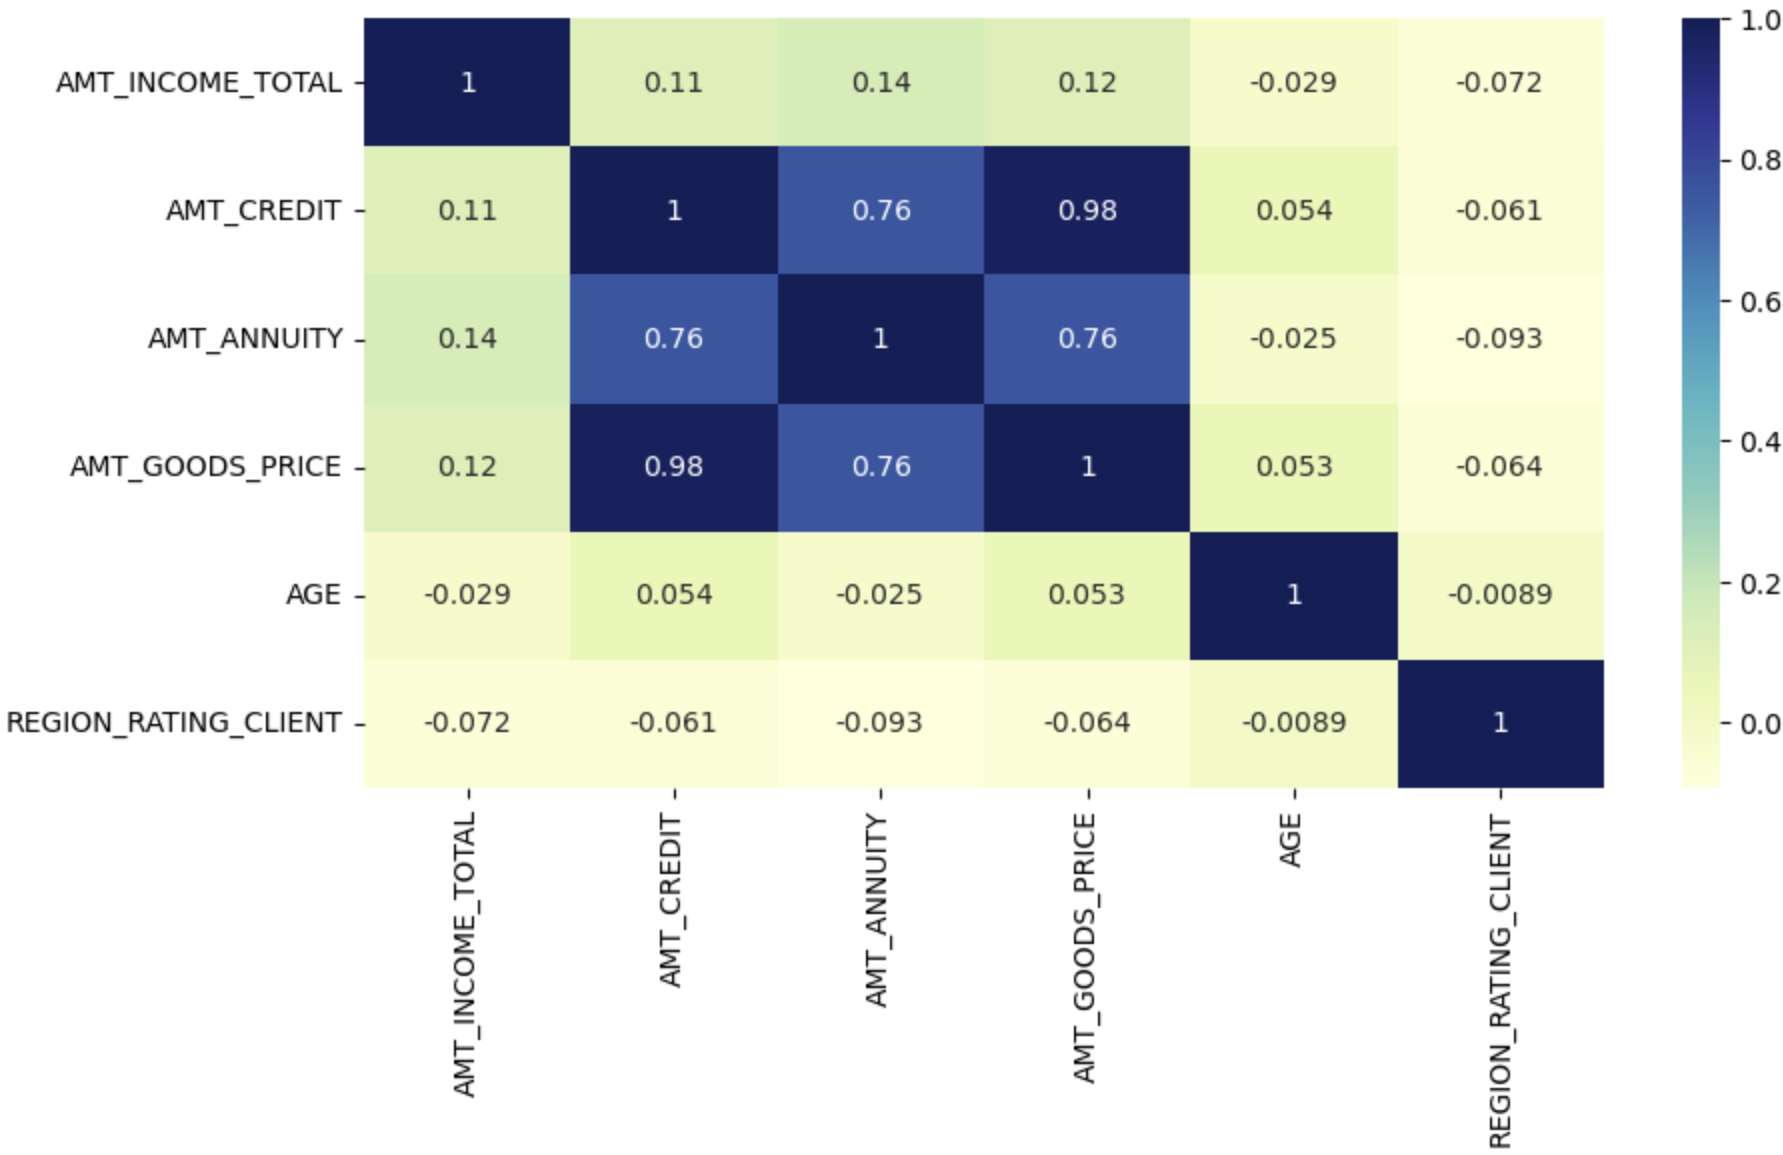 AMT_INCOME_TOTAL 1 0.11 0.14 0.12 -0.029 -0.072
AMT_CREDIT 0.11 1 0.76 0.98 0.054 -0.061
AMT_ANNUITY 0.14 0.76 1 0.76 -0.025 -0.093
AMT_GOODS_PRICE 0.12 0.98 0.76 1 0.053 -0.064
AGE -0.029 0.054 -0.025 0.053 1 -0.0089
REGION_RATING_CLIENT -0.072 -0.061 -0.093 -0.064 -0.0089 1
AMT_INCOME_TOTAL
AMT_CREDIT
AMT_ANNUITY
AMT_GOODS_PRICE
AGE
REGION_RATING_CLIENT
1.0
0.8
0.6
0.4
0.2
0.0